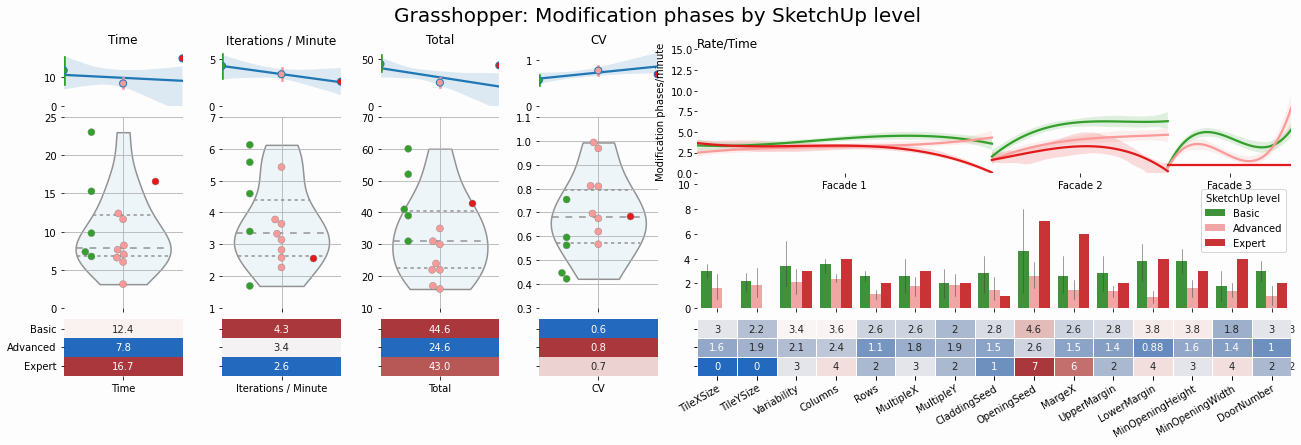 Grasshopper: Modification phases by SketchUp level
Time
Iterations / Minute
Total
CV
Rate/Time
10
0
5
0
50
0
1
0
15.0
12.5
10.0
7.5
5.0
2.5
0.0
Modification phases/minute
Facade 1
Facade 2
Facade 3
25
20
15
10
5
0
7
6
5
4
3
2
1
70
60
50
40
30
20
10
1.1
1.0
0.9
0.8
0.7
0.6
0.5
0.4
0.3
10
8
6
4
2
0
SketchUp level
Basic
Advanced
Expert
Basic 12.4 4.3 44.6 0.6
Advanced 7.8 3.4 24.6 0.8
Expert 16.7 2.6 43.0 0.7
Time
Iterations / Minute
Total
CV
3 2.2 3.4 3.6 2.6 2.6 2 2.8 4.6 2.6 2.8 3.8 3.8 1.8 3
1.6 1.9 2.1 2.4 1.1 1.8 1.9 1.5 2.6 1.5 1.4 0.88 1.6 1.4 1
0 0 3 4 2 3 2 1 7 6 2 4 3 4 2
TileXSize
TileYSize
Variability
Columns
Rows
MultipleX
MultipleY
CladdingSeed
OpeningSeed
MargeX
UpperMargin
LowerMargin
MinOpeningHeight
MinOpeningWidth
DoorNumber